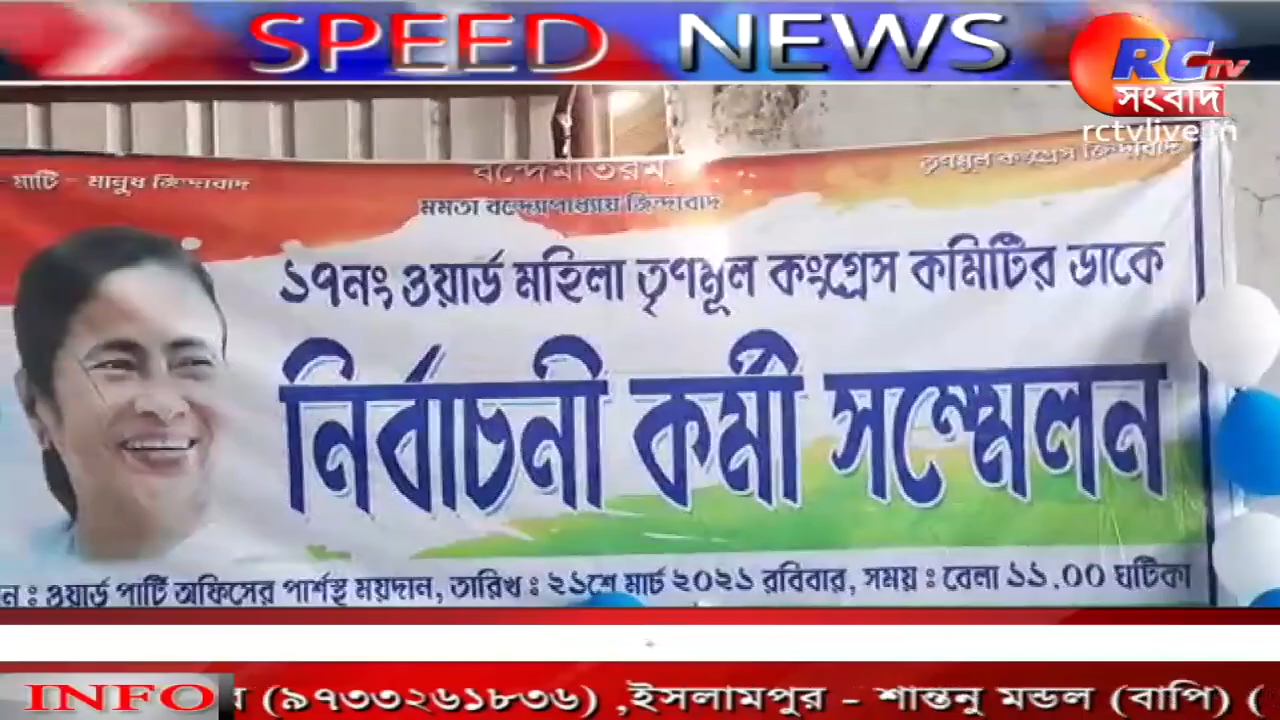 SPEED NEWS
RCTV
সংবাদ
rctvlive.in
- মাটি - মানুষ জিন্দাবাদ
বন্দেমাতরম্
তৃণমূল কংগ্রেস জিন্দাবাদ
মমতা বন্দ্যোপাধ্যায় জিন্দাবাদ
১৭নং ওয়ার্ড মহিলা তৃণমূল কংগ্রেস কমিটির ডাকে
নির্বাচনী কর্মী সম্মেলন
ন : ওয়ার্ড পার্টি অফিসের পার্শস্থ ময়দান, তারিখ : ২১শে মার্চ ২০২১ রবিবার, সময় : বেলা ১১.00 ঘটিকা
INFO
(৯৭৩৩২৬১৮৩৬) ,ইসলামপুর - শান্তনু মন্ডল (বাপি) (